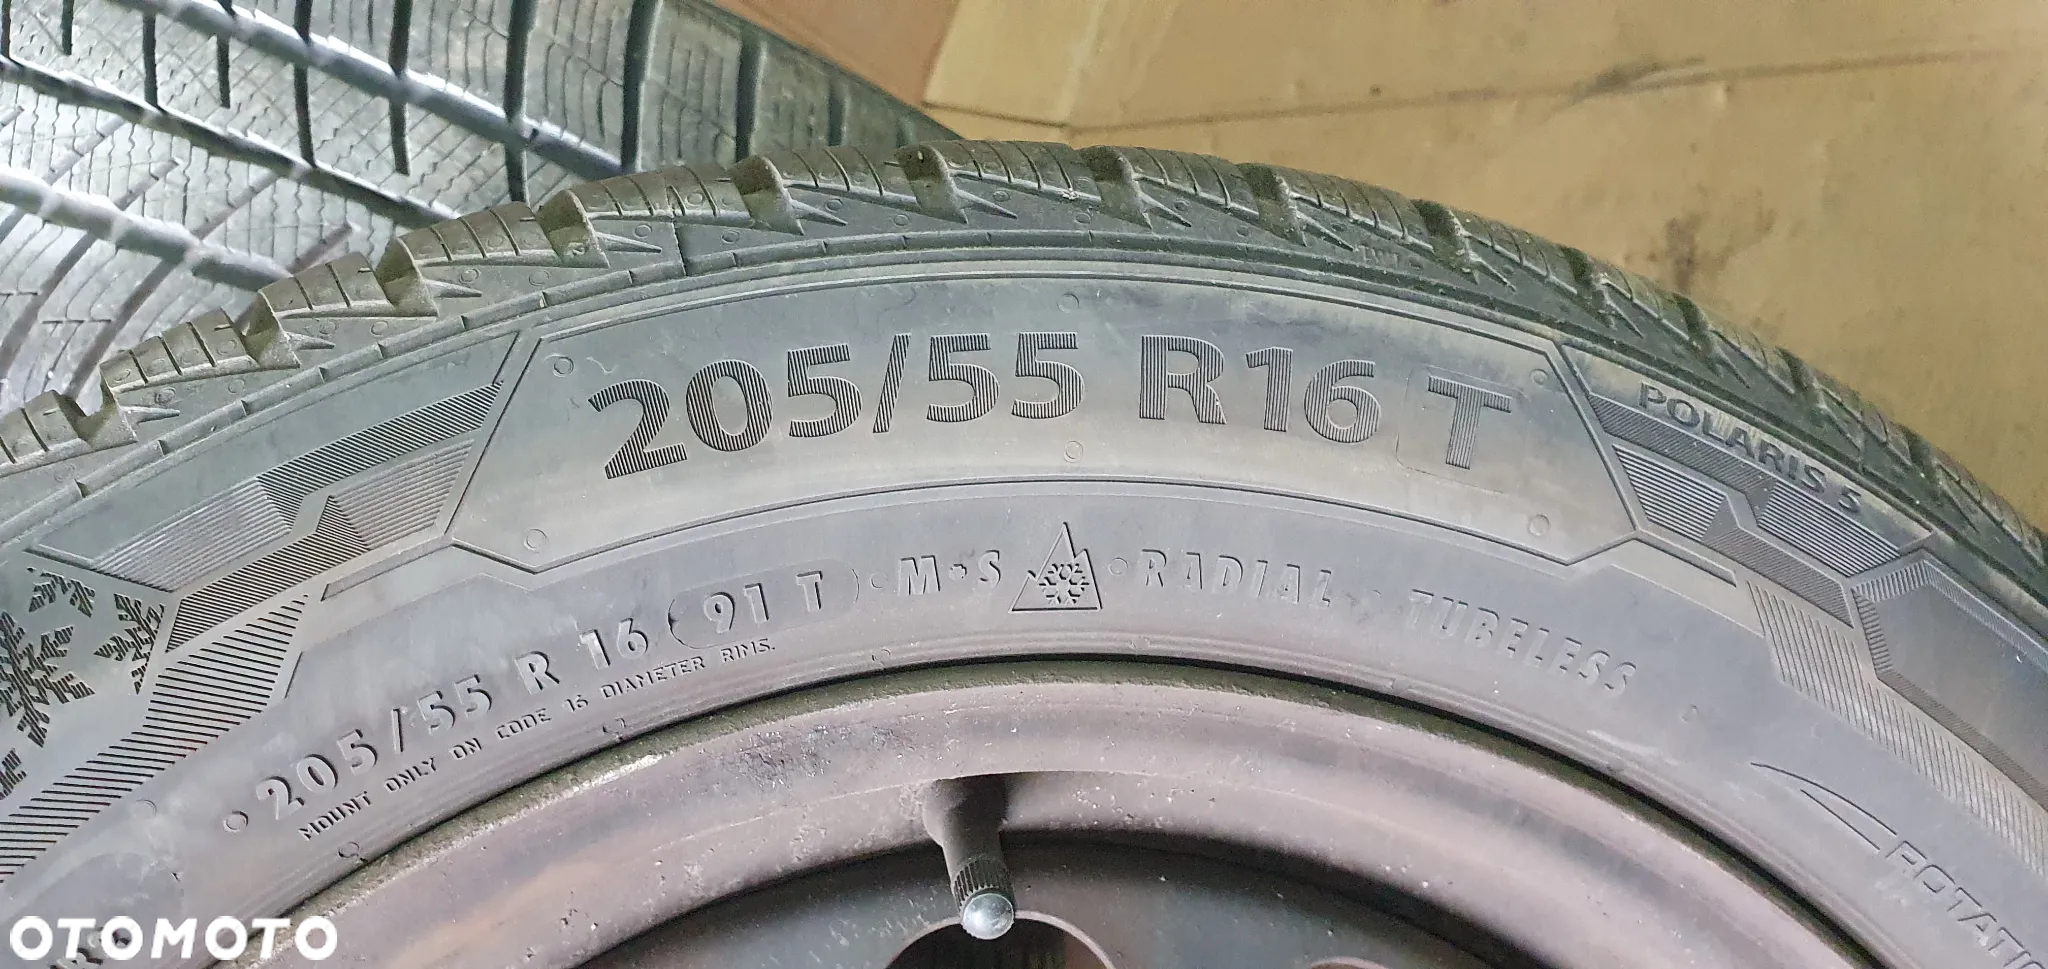 205/55 R16 T
POLARIS 5
205/55 R 16 91 T M+S RADIAL TUBELESS
MOUNT ONLY ON CODE 16 DIAMETER RIMS.
OTOMOTO